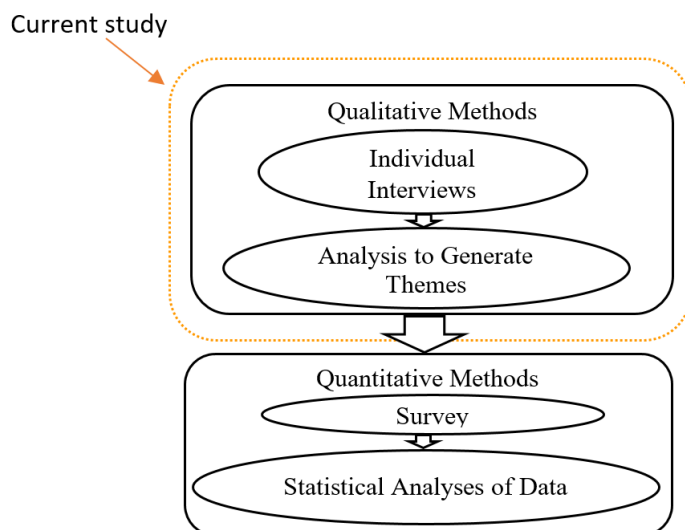 Current study
Qualitative Methods
Individual
Interviews
Analysis to Generate
Themes
Quantitative Methods
Survey
Statistical Analyses of Data